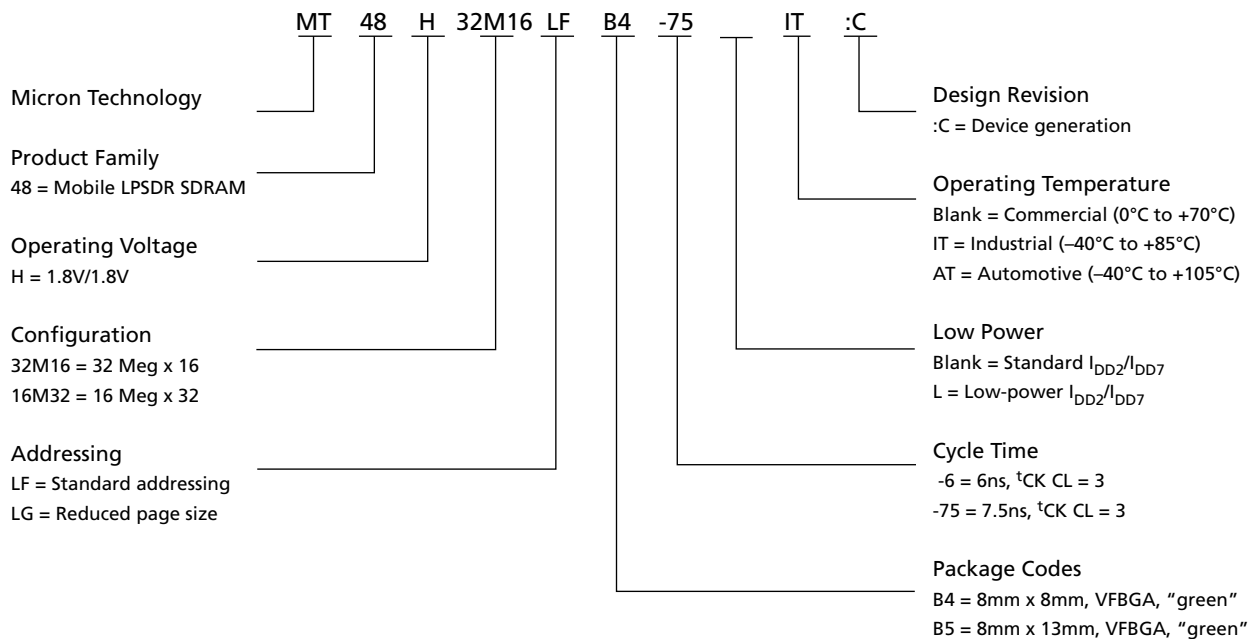 MT 48 H 32M16 LF B4 -75 _ IT :C
Micron Technology
Product Family
48 = Mobile LPSDR SDRAM
Operating Voltage
H = 1.8V/1.8V
Configuration
32M16 = 32 Meg x 16
16M32 = 16 Meg x 32
Addressing
LF = Standard addressing
LG = Reduced page size
Design Revision
:C = Device generation
Operating Temperature
Blank = Commercial (0°C to +70°C)
IT = Industrial (–40°C to +85°C)
AT = Automotive (–40°C to +105°C)
Low Power
Blank = Standard IDD2/IDD7
L = Low-power IDD2/IDD7
Cycle Time
-6 = 6ns, tCK CL = 3
-75 = 7.5ns, tCK CL = 3
Package Codes
B4 = 8mm x 8mm, VFBGA, “green”
B5 = 8mm x 13mm, VFBGA, “green”